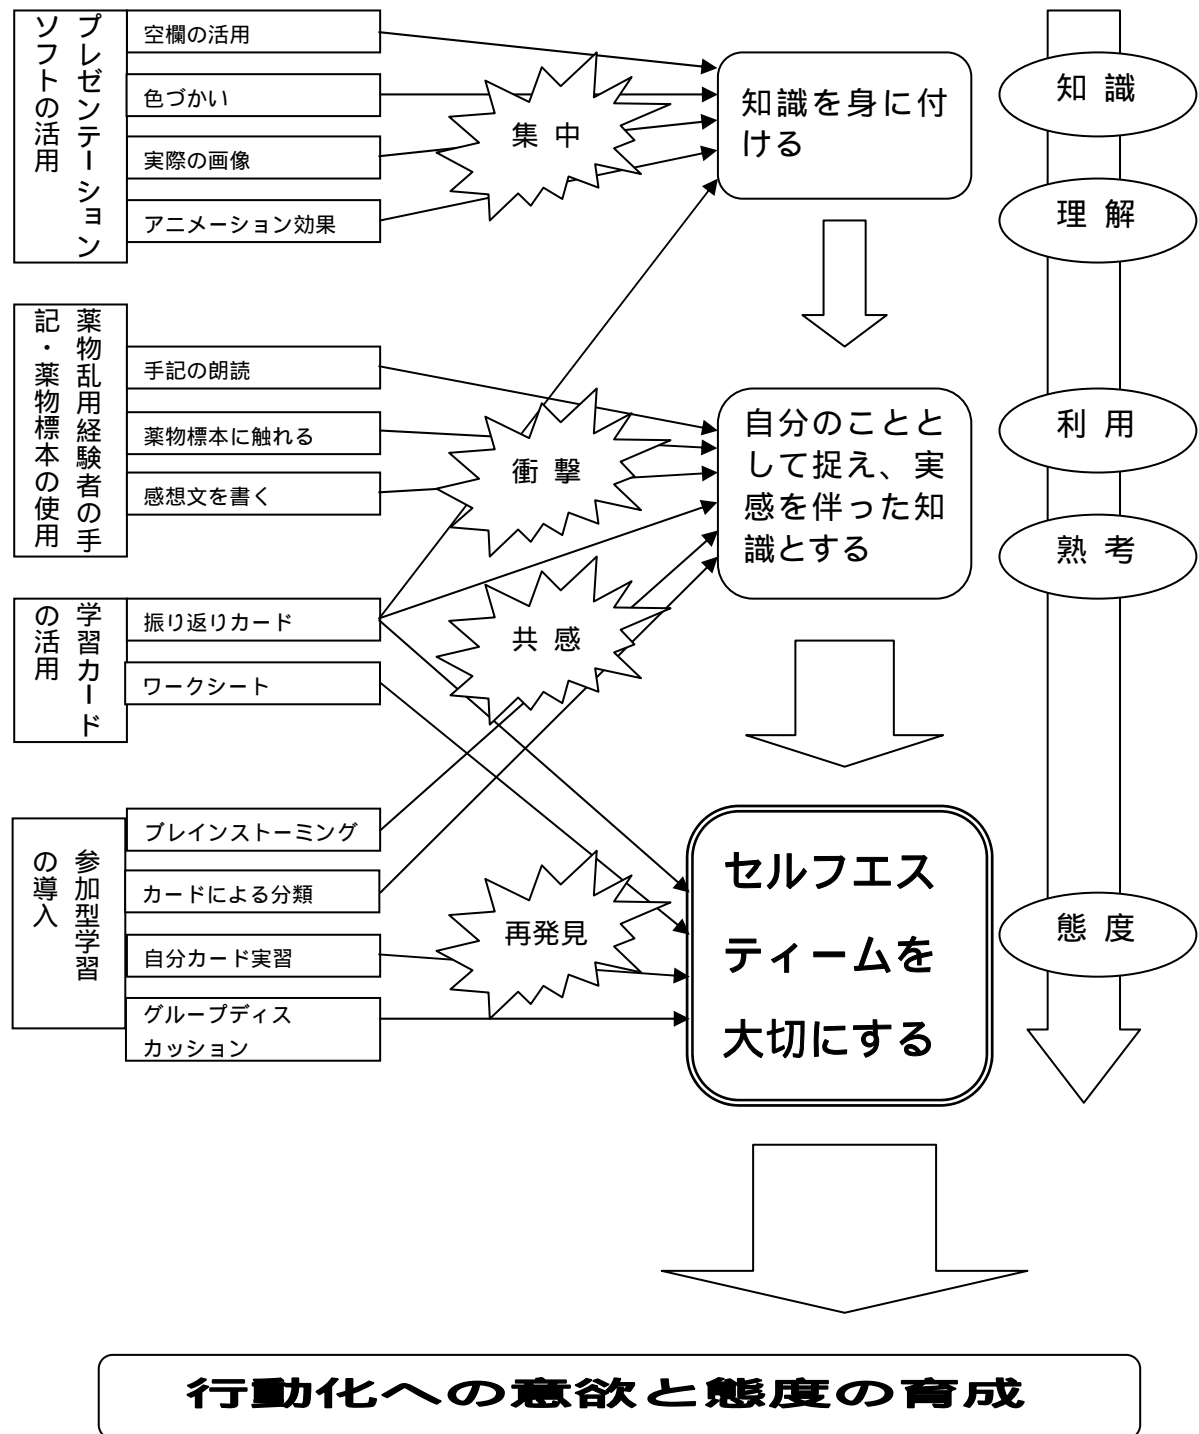 プレゼンテーション
ソフトの活用
空欄の活用
色づかい
実際の画像
アニメーション効果
集 中
知識を身に付
ける
知 識
理 解
薬物乱用経験者の手
記・薬物標本の使用
手記の朗読
薬物標本に触れる
感想文を書く
衝 撃
自分のことと
して捉え、実
感を伴った知
識とする
利 用
熟 考
学習カード
の活用
振り返りカード
ワークシート
共 感
参加型学習
の導入
ブレインストーミング
カードによる分類
自分カード実習
グループディス
カッション
再発見
セルフエス
ティームを
大切にする
態 度
行動化への意欲と態度の育成